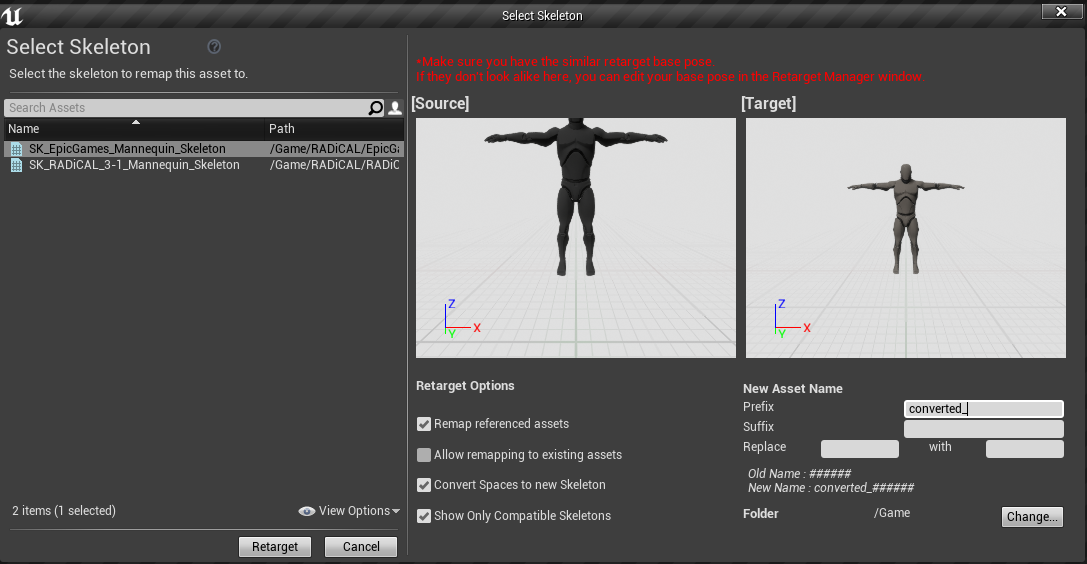 Select Skeleton
Select Skeleton
Select the skeleton to remap this asset to.
Search Assets
Name Path
SK_EpicGames_Mannequin_Skeleton /Game/RADiCAL/EpicGa
SK_RADiCAL_3-1_Mannequin_Skeleton /Game/RADiCAL/RADiC
2 items (1 selected) View Options
Retarget Cancel
*Make sure you have the similar retarget base pose
If they don't look alike here, you can edit your base pose in the Retarget Manager window
[Source] [Target]
Z
X
Y
Z
X
Y
Retarget Options
Remap referenced assets
Allow remapping to existing assets
Convert Spaces to new Skeleton
Show Only Compatible Skeletons
New Asset Name
Prefix converted_
Suffix
Replace with
Old Name : ######
New Name : converted_######
Folder /Game Change...